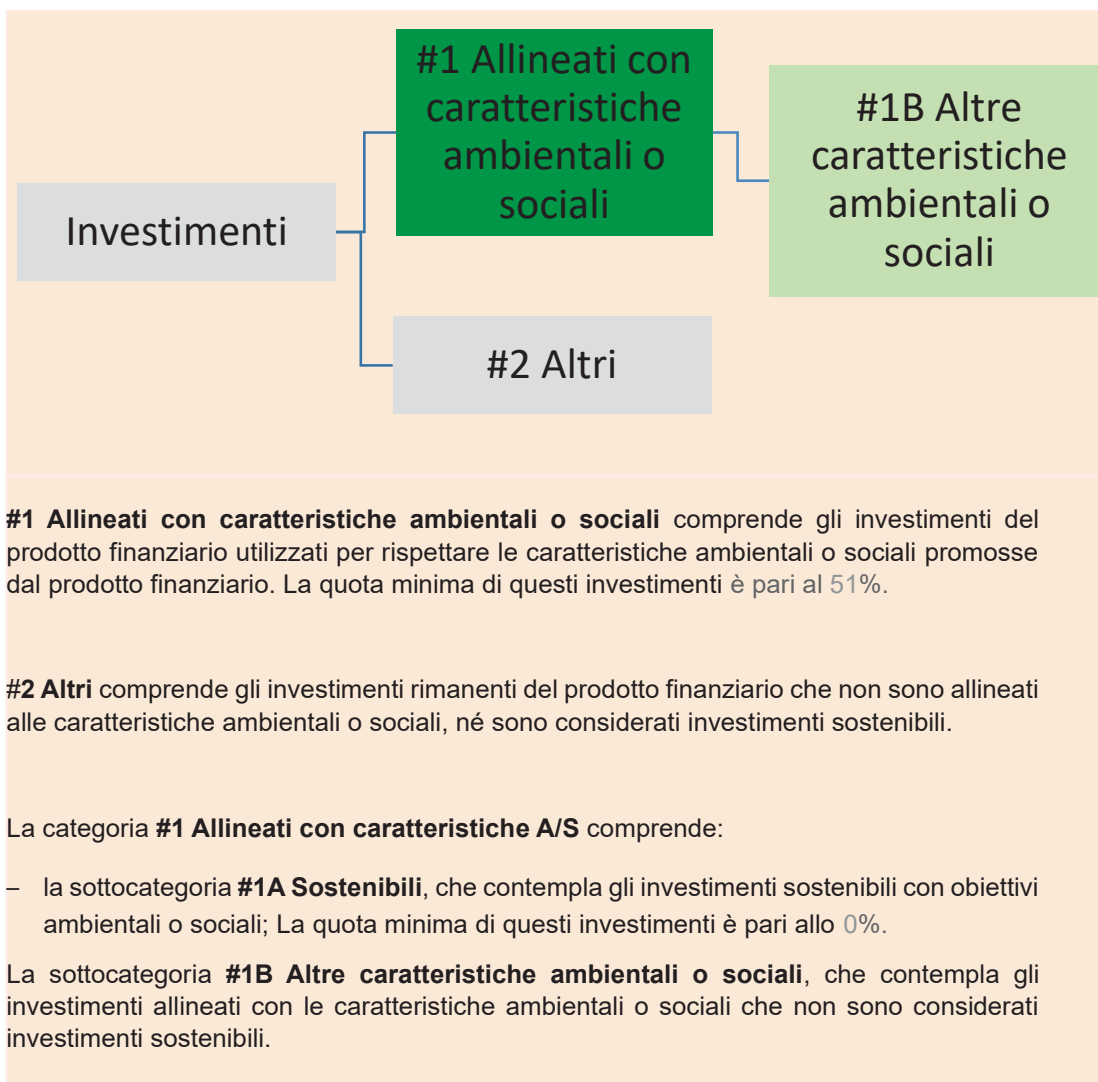 #1 Allineati con
caratteristiche
ambientali o
sociali
#1B Altre
caratteristiche
ambientali o
sociali
Investimenti
#2 Altri
#1 Allineati con caratteristiche ambientali o sociali comprende gli investimenti del
prodotto finanziario utilizzati per rispettare le caratteristiche ambientali o sociali promosse
dal prodotto finanziario. La quota minima di questi investimenti è pari al 51%.
#2 Altri comprende gli investimenti rimanenti del prodotto finanziario che non sono allineati
alle caratteristiche ambientali o sociali, né sono considerati investimenti sostenibili.
La categoria #1 Allineati con caratteristiche A/S comprende:
– la sottocategoria #1A Sostenibili, che contempla gli investimenti sostenibili con obiettivi
ambientali o sociali; La quota minima di questi investimenti è pari allo 0%.
La sottocategoria #1B Altre caratteristiche ambientali o sociali, che contempla gli
investimenti allineati con le caratteristiche ambientali o sociali che non sono considerati
investimenti sostenibili.